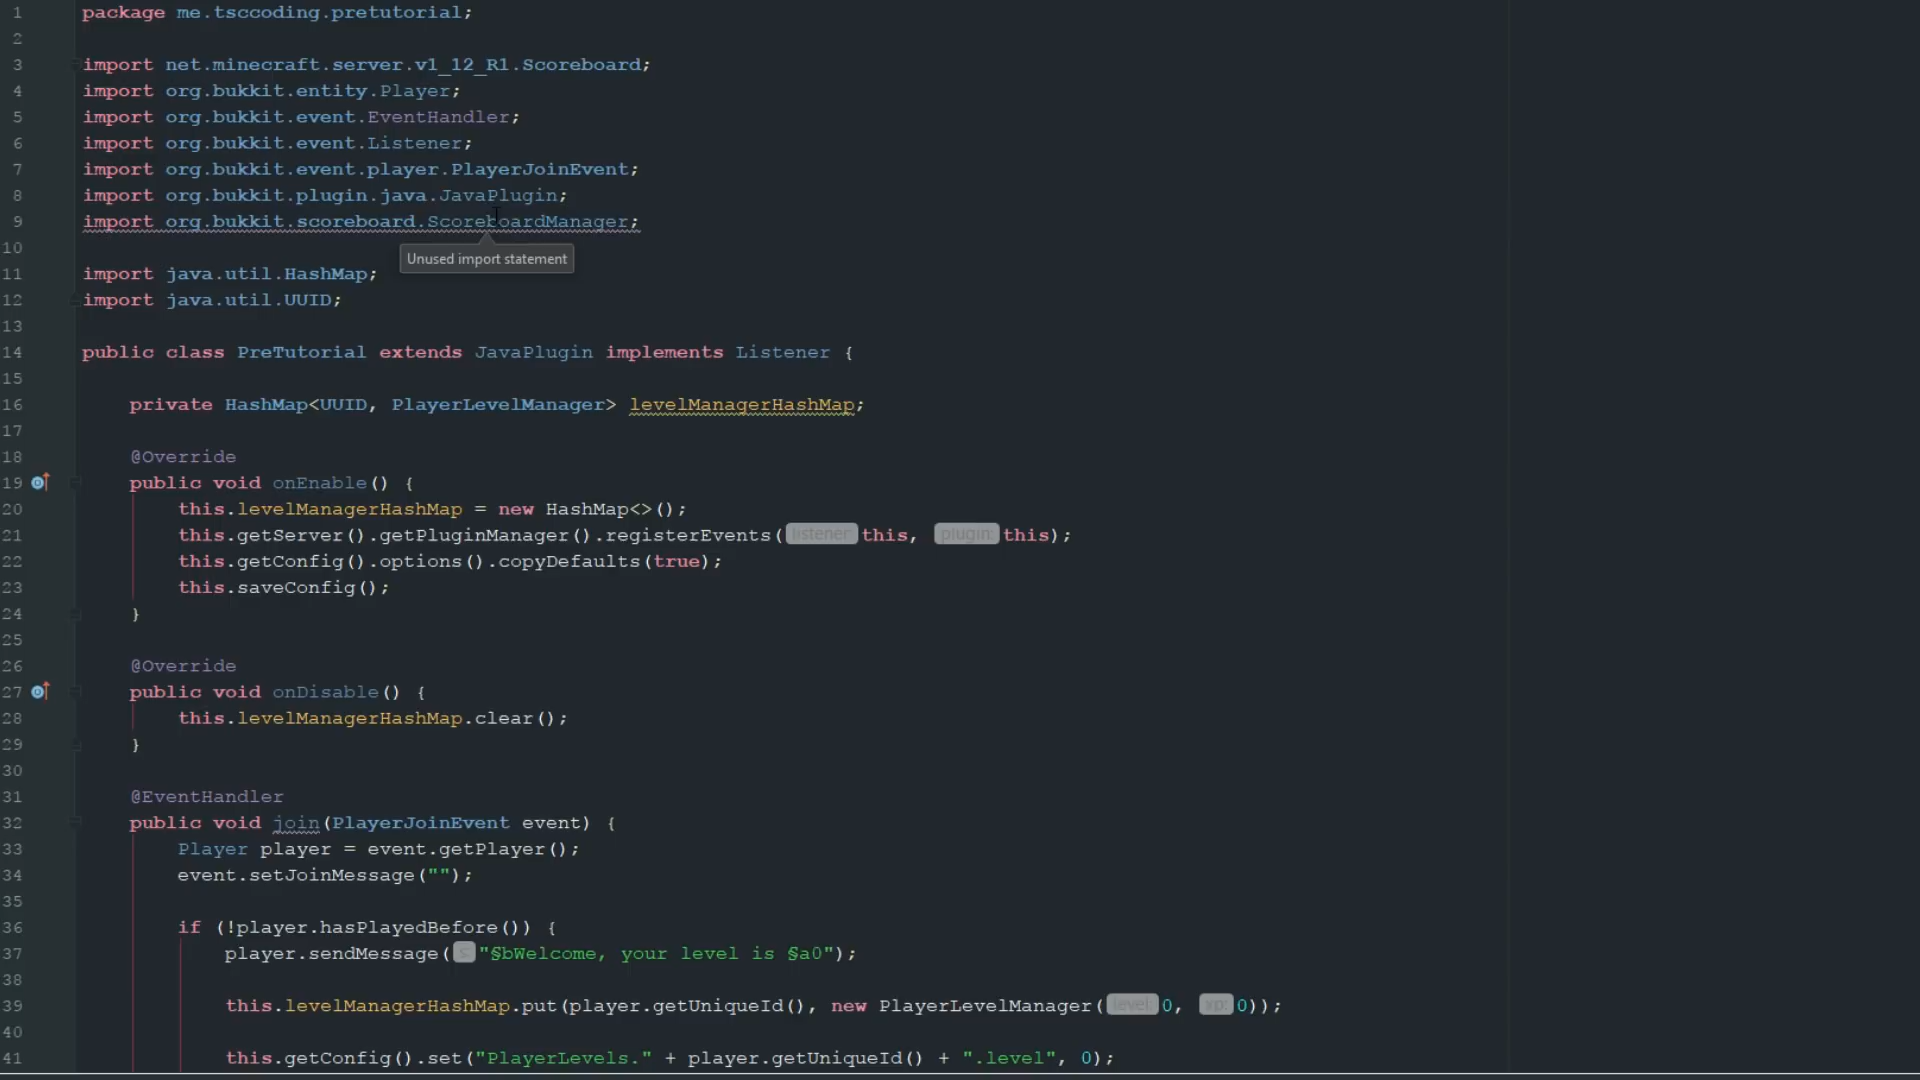 1 package me.tsccoding.pretutorial;
2
3 import net.minecraft.server.v1_12_R1.Scoreboard;
4 import org.bukkit.entity.Player;
5 import org.bukkit.event.EventHandler;
6 import org.bukkit.event.Listener;
7 import org.bukkit.event.player.PlayerJoinEvent;
8 import org.bukkit.plugin.java.JavaPlugin;
9 import org.bukkit.scoreboard.ScoreboardManager;
10
Unused import statement
11 import java.util.HashMap;
12 import java.util.UUID;
13
14 public class PreTutorial extends JavaPlugin implements Listener {
15
16 private HashMap<UUID, PlayerLevelManager> levelManagerHashMap;
17
18 @Override
19 public void onEnable() {
20 this.levelManagerHashMap = new HashMap<>();
21 this.getServer().getPluginManager().registerEvents( listener: this, plugin: this);
22 this.getConfig().options().copyDefaults(true);
23 this.saveConfig();
24 }
25
26 @Override
27 public void onDisable() {
28 this.levelManagerHashMap.clear();
29 }
30
31 @EventHandler
32 public void join(PlayerJoinEvent event) {
33 Player player = event.getPlayer();
34 event.setJoinMessage("");
35
36 if (!player.hasPlayedBefore()) {
37 player.sendMessage( s: "§bWelcome, your level is §a0");
38
39 this.levelManagerHashMap.put(player.getUniqueId(), new PlayerLevelManager( level: 0, xp: 0));
40
41 this.getConfig().set("PlayerLevels." + player.getUniqueId() + ".level", 0);